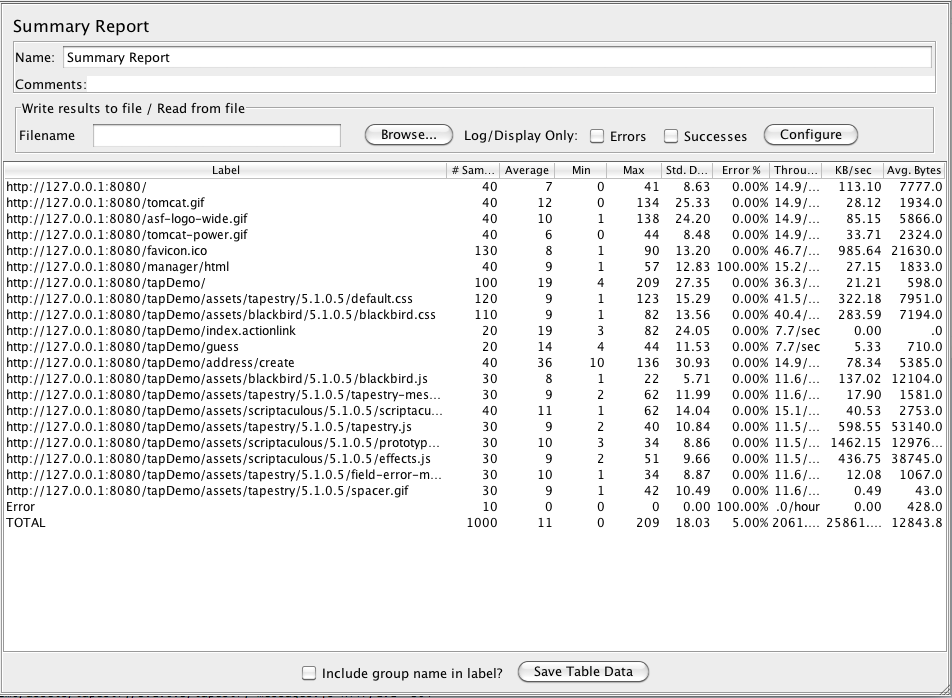 Summary Report
Name: Summary Report
Comments:
Write results to file / Read from file
Filename Browse... Log/Display Only: Errors Successes Configure
Label # Sam... Average Min Max Std. D... Error % Throu... KB/sec Avg. Bytes
http://127.0.0.1:8080/ 40 7 0 41 8.63 0.00% 14.9/... 113.10 7777.0
http://127.0.0.1:8080/tomcat.gif 40 12 0 134 25.33 0.00% 14.9/... 28.12 1934.0
http://127.0.0.1:8080/asf-logo-wide.gif 40 10 1 138 24.20 0.00% 14.9/... 85.15 5866.0
http://127.0.0.1:8080/tomcat-power.gif 40 6 0 44 8.48 0.00% 14.9/... 33.71 2324.0
http://127.0.0.1:8080/favicon.ico 130 8 1 90 13.20 0.00% 46.7/... 985.64 21630.0
http://127.0.0.1:8080/manager/html 40 9 1 57 12.83 100.00% 15.2/... 27.15 1833.0
http://127.0.0.1:8080/tapDemo/ 100 19 4 209 27.35 0.00% 36.3/... 21.21 598.0
http://127.0.0.1:8080/tapDemo/assets/tapestry/5.1.0.5/default.css 120 9 1 123 15.29 0.00% 41.5/... 322.18 7951.0
http://127.0.0.1:8080/tapDemo/assets/blackbird/5.1.0.5/blackbird.css 110 9 1 82 13.56 0.00% 40.4/... 283.59 7194.0
http://127.0.0.1:8080/tapDemo/index.actionlink 20 19 3 82 24.05 0.00% 7.7/sec 0.00 .0
http://127.0.0.1:8080/tapDemo/guess 20 14 4 44 11.53 0.00% 7.7/sec 5.33 710.0
http://127.0.0.1:8080/tapDemo/address/create 40 36 10 136 30.93 0.00% 14.9/... 78.34 5385.0
http://127.0.0.1:8080/tapDemo/assets/blackbird/5.1.0.5/blackbird.js 30 8 1 22 5.71 0.00% 11.6/... 137.02 12104.0
http://127.0.0.1:8080/tapDemo/assets/tapestry/5.1.0.5/tapestry-mes... 30 9 2 62 11.99 0.00% 11.6/... 17.90 1581.0
http://127.0.0.1:8080/tapDemo/assets/scriptaculous/5.1.0.5/scriptacu... 40 11 1 62 14.04 0.00% 15.1/... 40.53 2753.0
http://127.0.0.1:8080/tapDemo/assets/tapestry/5.1.0.5/tapestry.js 30 9 2 40 10.84 0.00% 11.5/... 598.55 53140.0
http://127.0.0.1:8080/tapDemo/assets/scriptaculous/5.1.0.5/prototyp... 30 10 3 34 8.86 0.00% 11.5/... 1462.15 12976...
http://127.0.0.1:8080/tapDemo/assets/scriptaculous/5.1.0.5/effects.js 30 9 2 51 9.66 0.00% 11.5/... 436.75 38745.0
http://127.0.0.1:8080/tapDemo/assets/tapestry/5.1.0.5/field-error-m... 30 10 1 34 8.87 0.00% 11.6/... 12.08 1067.0
http://127.0.0.1:8080/tapDemo/assets/tapestry/5.1.0.5/spacer.gif 30 9 1 42 10.49 0.00% 11.6/... 0.49 43.0
Error 10 0 0 0 0.00 100.00% .0/hour 0.00 428.0
TOTAL 1000 11 0 209 18.03 5.00% 2061.... 25861.... 12843.8
Include group name in label? Save Table Data